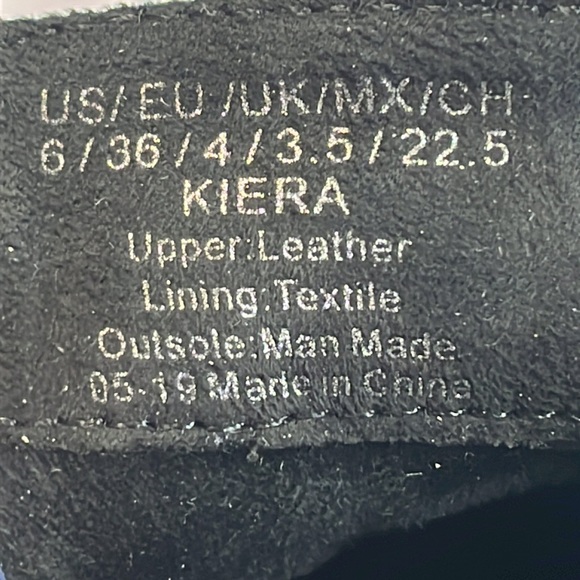 US/EU/UK/MX/CH
6/36/4/3.5/22.5
KIERA
Upper:Leather
Lining:Textile
Outsole:Man Made
05-19 Made in China